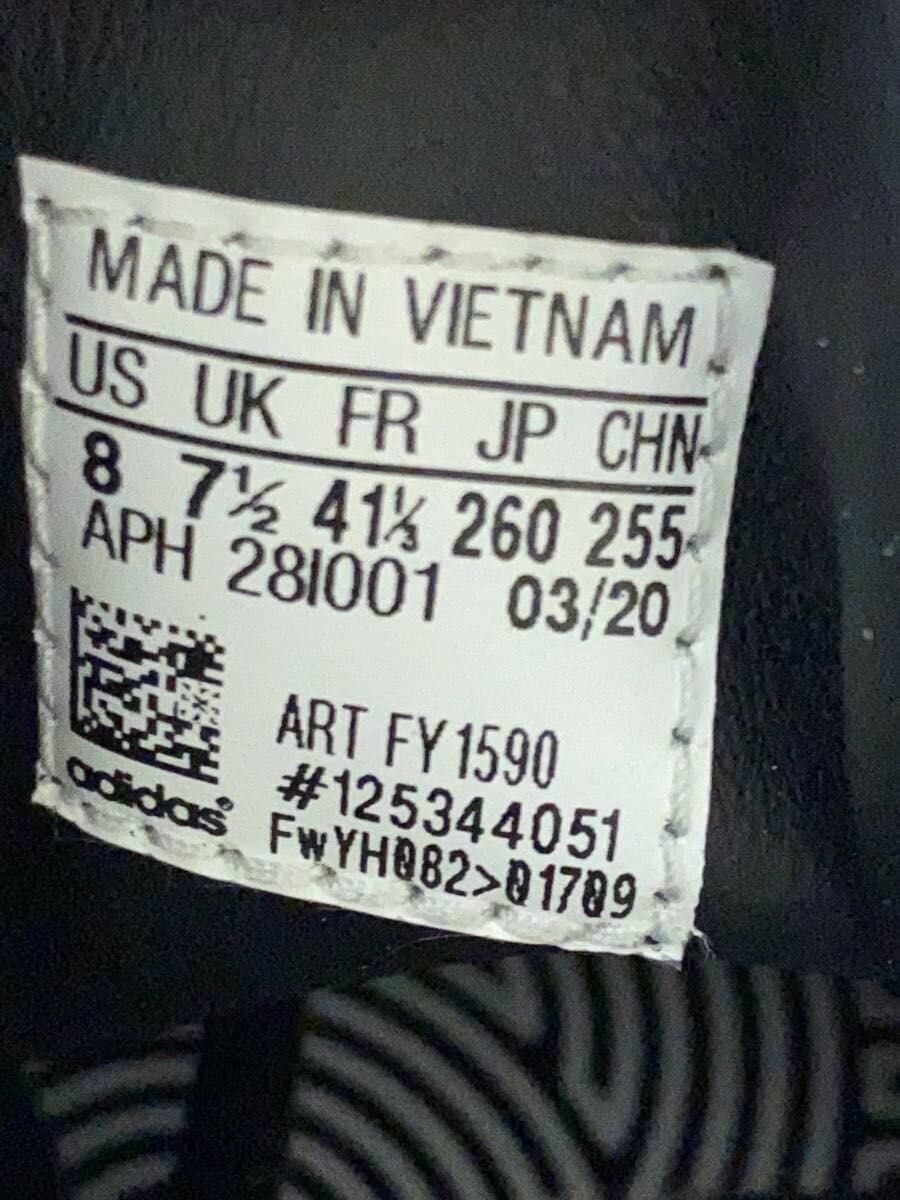 MADE IN VIETNAM
US UK FR JP CHN
8 7½ 41⅓ 260 255
APH 28I001 03/20
ART FY1590
#125344051
adidas®
FwYH082>01709